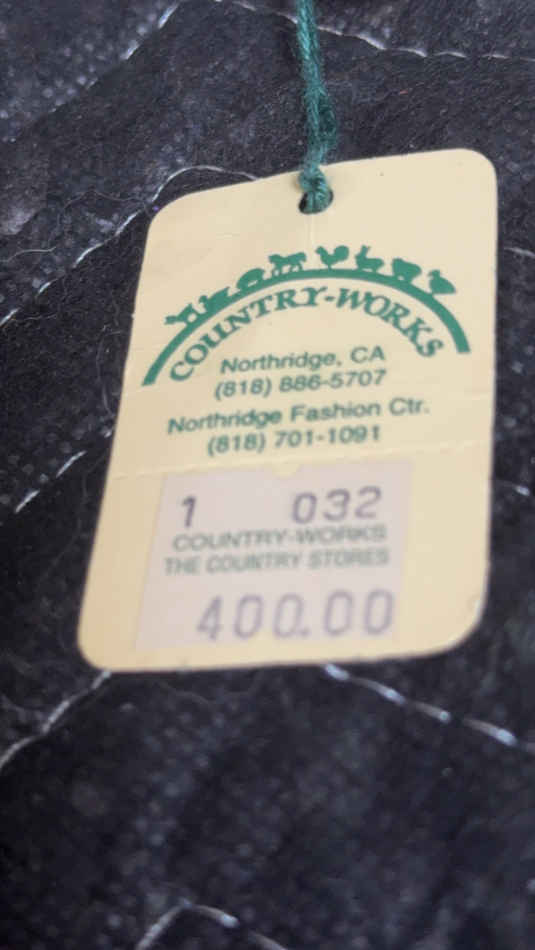 COUNTRY-WORKS
Northridge, CA
(818) 886-5707
Northridge Fashion Ctr.
(818) 701-1091
1 032
COUNTRY-WORKS
THE COUNTRY STORES
400.00